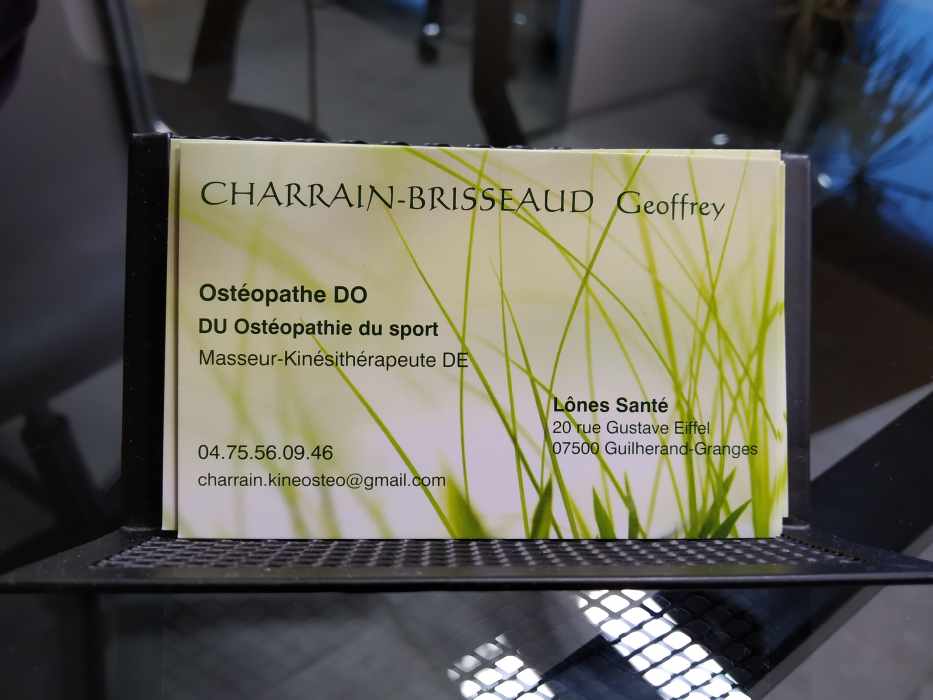 CHARRAIN-BRISSEAUD Geoffrey
Ostéopathe DO
DU Ostéopathie du sport
Masseur-Kinésithérapeute DE
Lônes Santé
20 rue Gustave Eiffel
07500 Guilherand-Granges
04.75.56.09.46
charrain.kineosteo@gmail.com